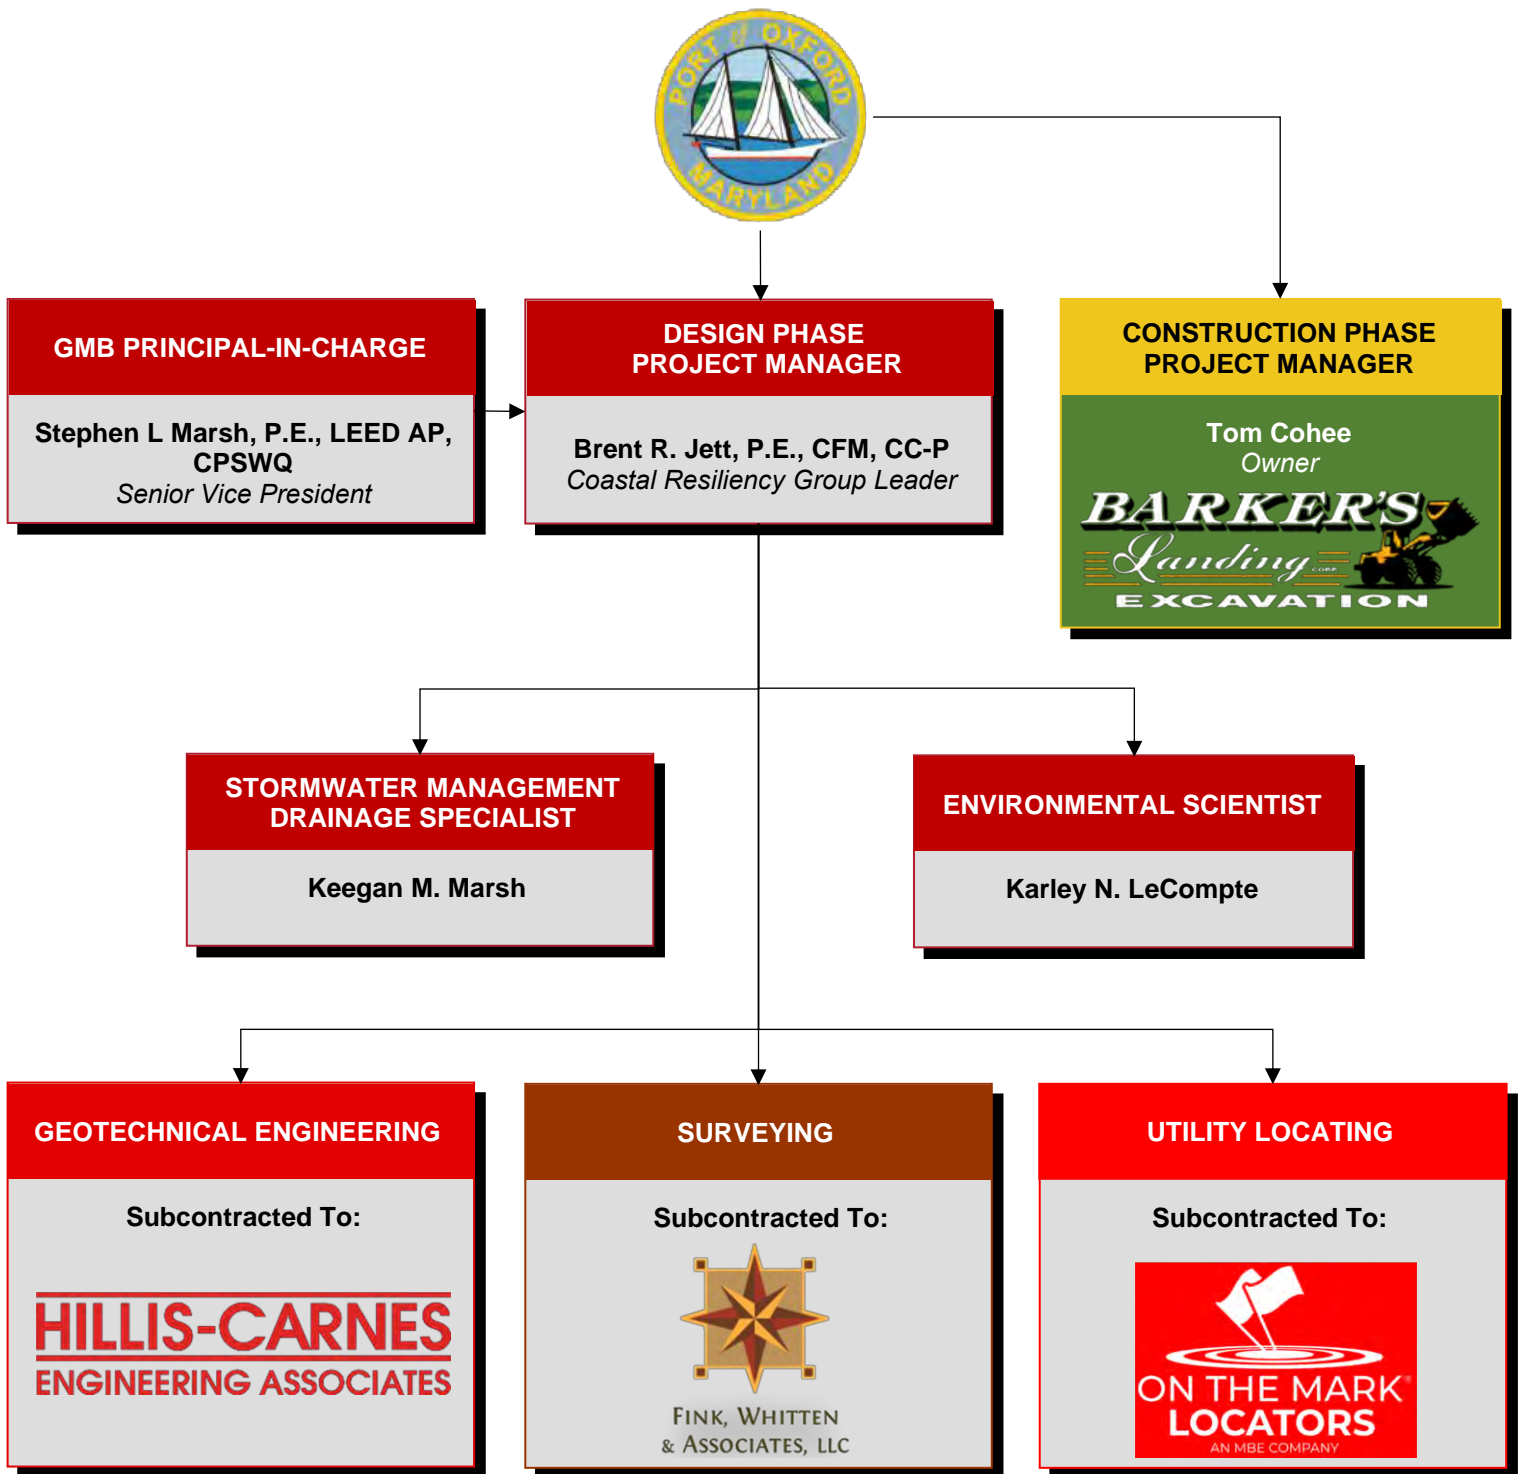 PORT of OXFORD
MARYLAND
GMB PRINCIPAL-IN-CHARGE
Stephen L Marsh, P.E., LEED AP,
CPSWQ
Senior Vice President
DESIGN PHASE
PROJECT MANAGER
Brent R. Jett, P.E., CFM, CC-P
Coastal Resiliency Group Leader
CONSTRUCTION PHASE
PROJECT MANAGER
Tom Cohee
Owner
BARKER'S
Landing CORP
EXCAVATION
STORMWATER MANAGEMENT
DRAINAGE SPECIALIST
Keegan M. Marsh
ENVIRONMENTAL SCIENTIST
Karley N. LeCompte
GEOTECHNICAL ENGINEERING
Subcontracted To:
HILLIS-CARNES
ENGINEERING ASSOCIATES
SURVEYING
Subcontracted To:
FINK, WHITTEN
& ASSOCIATES, LLC
UTILITY LOCATING
Subcontracted To:
ON THE MARK®
LOCATORS
AN MBE COMPANY